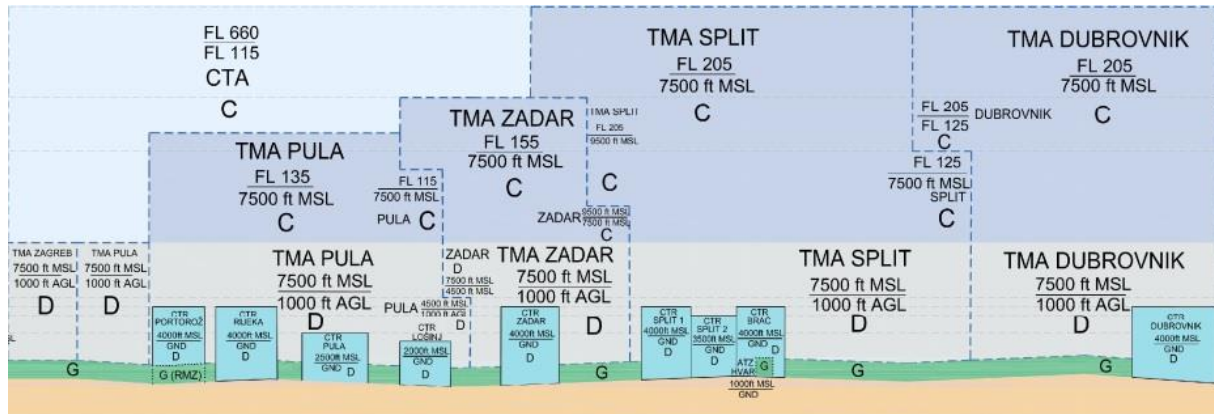 FL 660
FL 115
CTA
C
TMA SPLIT
FL 205
7500 ft MSL
C
TMA DUBROVNIK
FL 205
7500 ft MSL
C
TMA ZADAR
FL 155
7500 ft MSL
C
TMA SPLIT
FL 205
9500 ft MSL
C
FL 205
FL 125
C
DUBROVNIK
TMA PULA
FL 135
7500 ft MSL
C
FL 115
7500 ft MSL
PULA C
FL 125
7500 ft MSL
SPLIT
C
ZADAR
9500 ft MSL
7500 ft MSL
C
TMA ZAGREB
7500 ft MSL
1000 ft AGL
D
TMA PULA
7500 ft MSL
1000 ft AGL
D
TMA PULA
7500 ft MSL
1000 ft AGL
D
ZADAR
D
7500 ft MSL
4500 ft MSL
PULA
4500 ft MSL
1000 ft AGL
D
TMA ZADAR
7500 ft MSL
1000 ft AGL
D
TMA SPLIT
7500 ft MSL
1000 ft AGL
D
TMA DUBROVNIK
7500 ft MSL
1000 ft AGL
D
CTR
PORTOROŽ
4000ft MSL
GND
D
CTR
RIJEKA
4000ft MSL
GND
D
CTR
PULA
2500ft MSL
GND
D
CTR
LOŠINJ
2000ft MSL
GND
D
CTR
ZADAR
4000ft MSL
GND
D
CTR
SPLIT 1
4000ft MSL
GND
D
CTR
SPLIT 2
3500ft MSL
GND
D
CTR
BRAČ
4000ft MSL
GND
D
CTR
DUBROVNIK
4000ft MSL
GND
D
G
G (RMZ)
G
ATZ
HVAR
G
1000ft MSL
GND
G
G